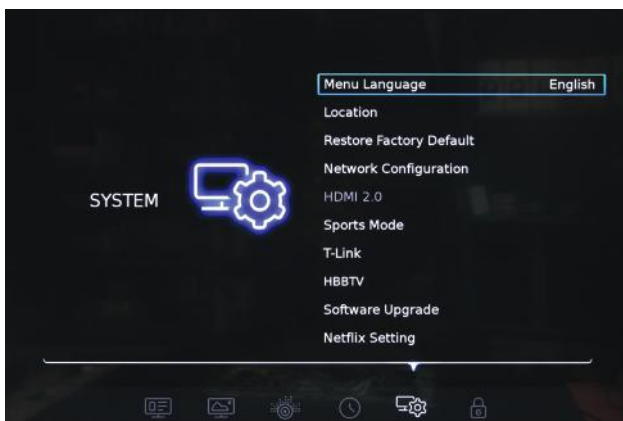 Menu Language English
Location
Restore Factory Default
Network Configuration
SYSTEM
HDMI 2.0
Sports Mode
T-Link
HBBTV
Software Upgrade
Netflix Setting